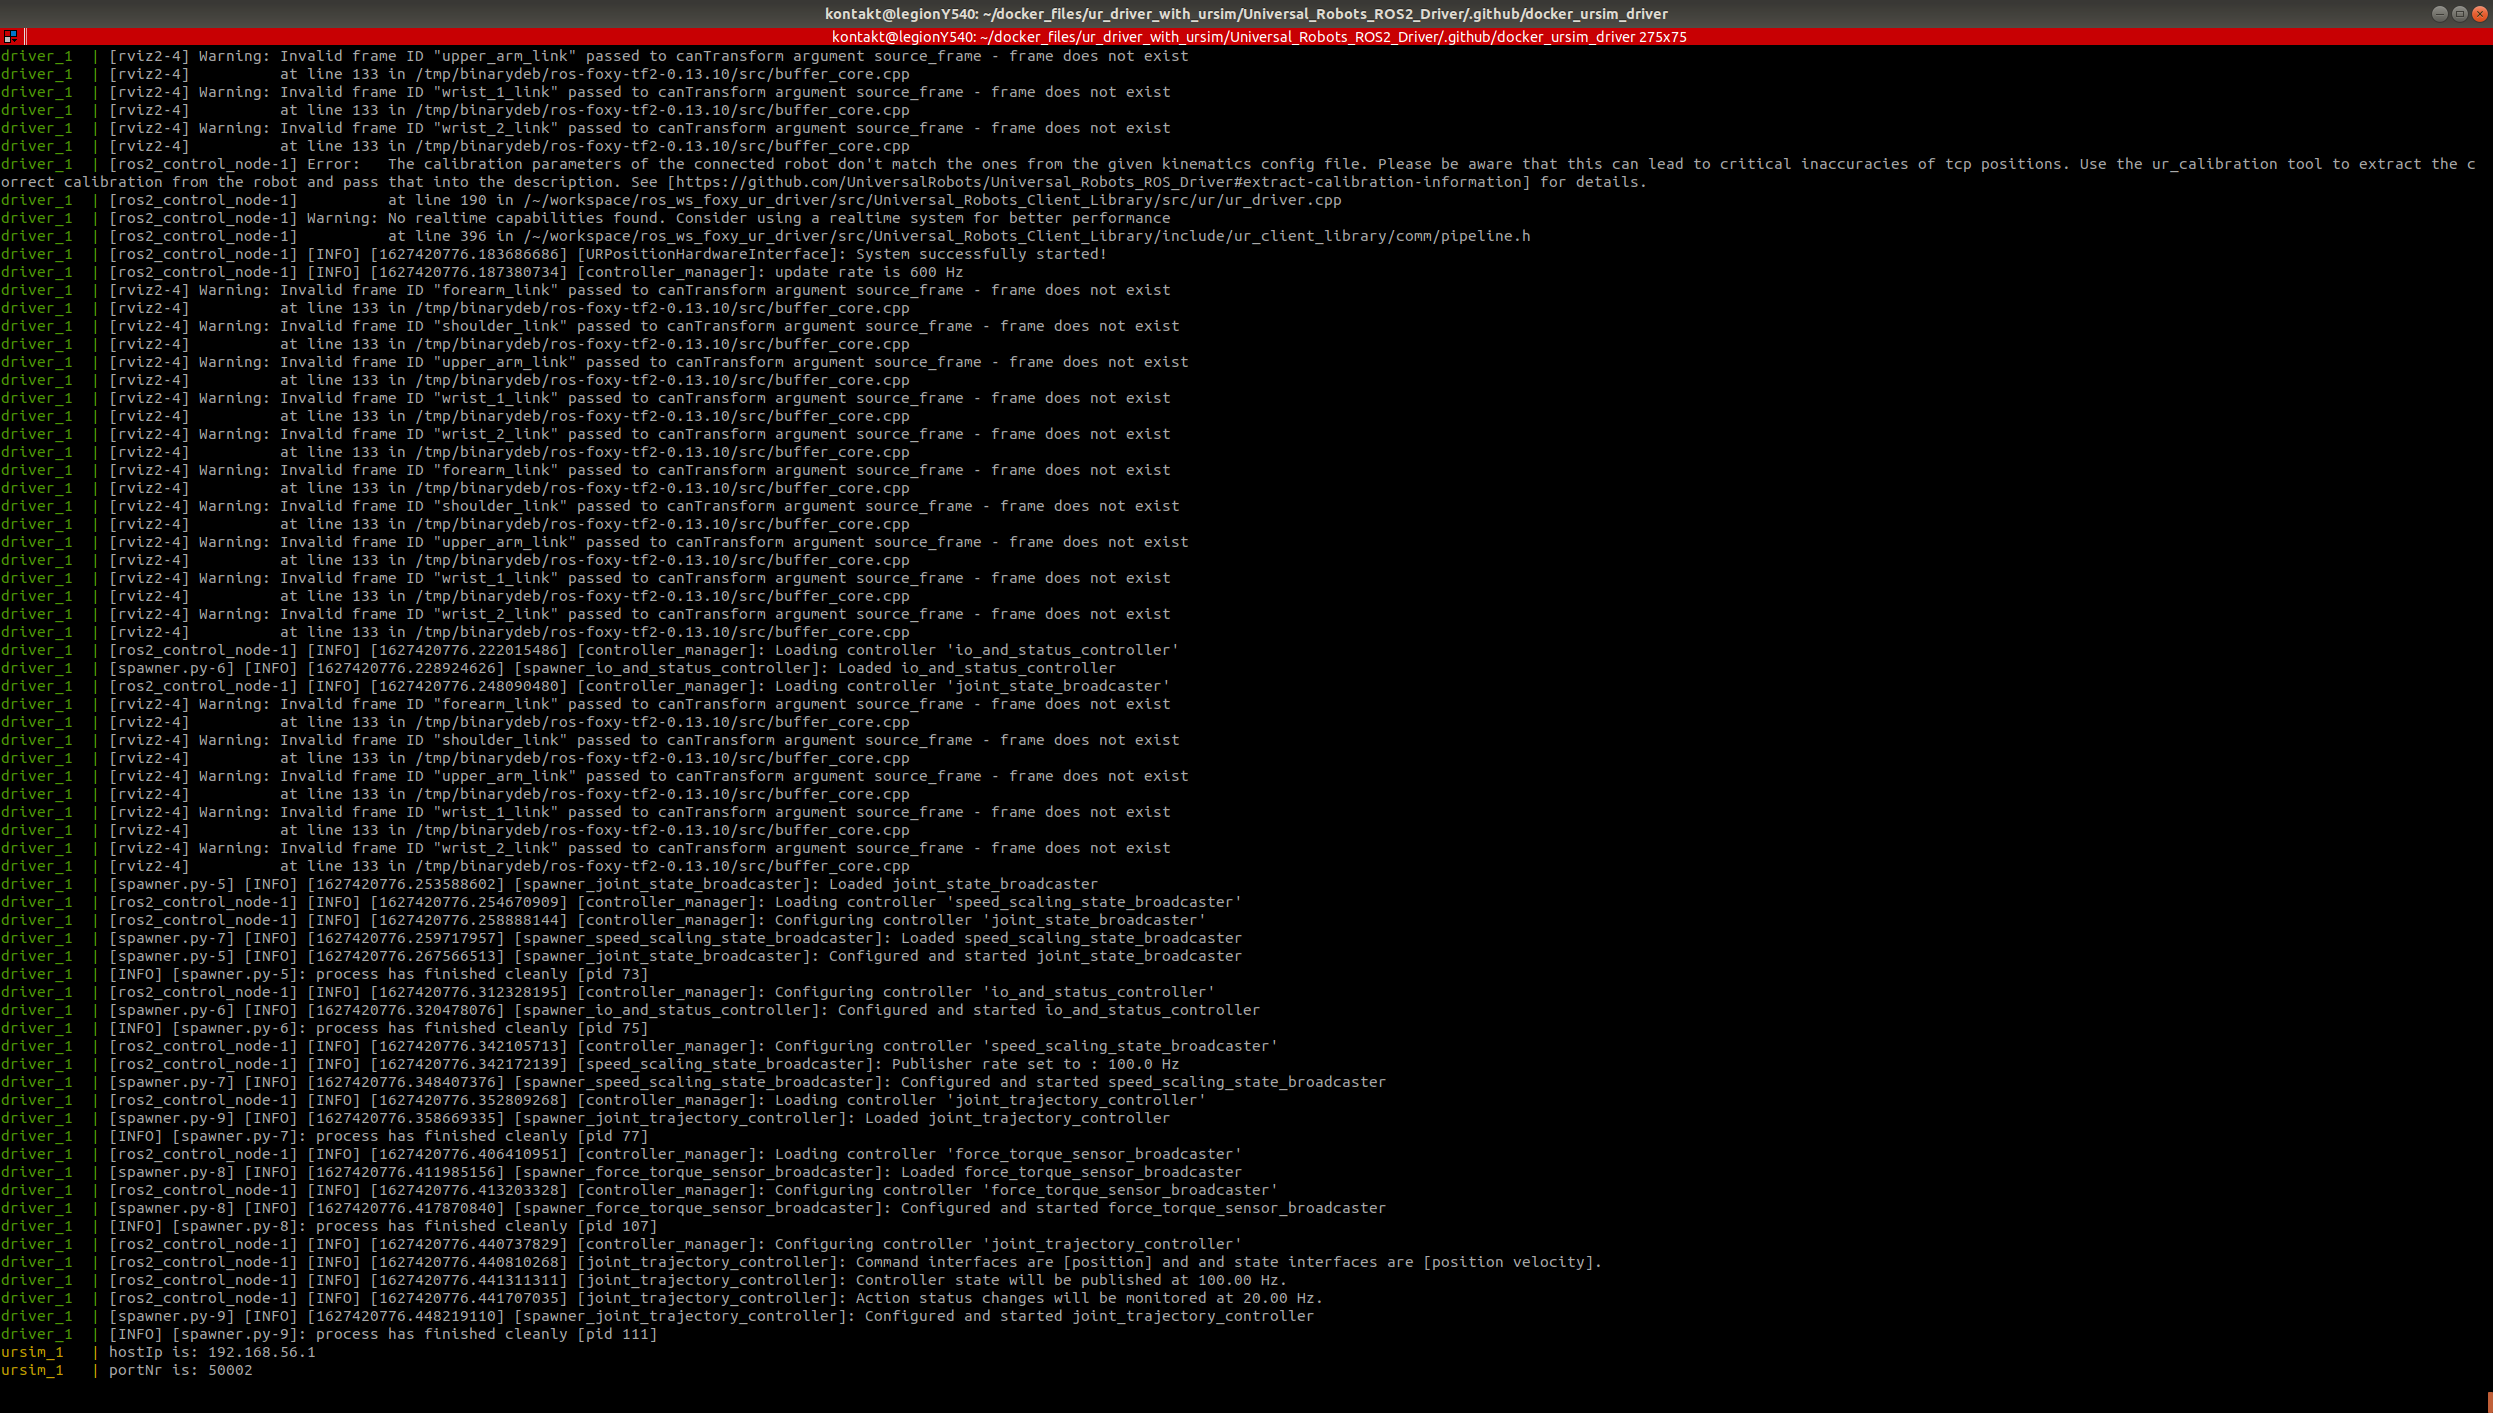 kontakt@legionY540: ~/docker_files/ur_driver_with_ursim/Universal_Robots_ROS2_Driver/.github/docker_ursim_driver
kontakt@legionY540: ~/docker_files/ur_driver_with_ursim/Universal_Robots_ROS2_Driver/.github/docker_ursim_driver 275x75
driver_1  | [rviz2-4] Warning: Invalid frame ID "upper_arm_link" passed to canTransform argument source_frame - frame does not exist
driver_1  | [rviz2-4]          at line 133 in /tmp/binarydeb/ros-foxy-tf2-0.13.10/src/buffer_core.cpp
driver_1  | [rviz2-4] Warning: Invalid frame ID "wrist_1_link" passed to canTransform argument source_frame - frame does not exist
driver_1  | [rviz2-4]          at line 133 in /tmp/binarydeb/ros-foxy-tf2-0.13.10/src/buffer_core.cpp
driver_1  | [rviz2-4] Warning: Invalid frame ID "wrist_2_link" passed to canTransform argument source_frame - frame does not exist
driver_1  | [rviz2-4]          at line 133 in /tmp/binarydeb/ros-foxy-tf2-0.13.10/src/buffer_core.cpp
driver_1  | [ros2_control_node-1] Error:   The calibration parameters of the connected robot don't match the ones from the given kinematics config file. Please be aware that this can lead to critical inaccuracies of tcp positions. Use the ur_calibration tool to extract the c
orrect calibration from the robot and pass that into the description. See [https://github.com/UniversalRobots/Universal_Robots_ROS_Driver#extract-calibration-information] for details.
driver_1  | [ros2_control_node-1]          at line 190 in /~/workspace/ros_ws_foxy_ur_driver/src/Universal_Robots_Client_Library/src/ur/ur_driver.cpp
driver_1  | [ros2_control_node-1] Warning: No realtime capabilities found. Consider using a realtime system for better performance
driver_1  | [ros2_control_node-1]          at line 396 in /~/workspace/ros_ws_foxy_ur_driver/src/Universal_Robots_Client_Library/include/ur_client_library/comm/pipeline.h
driver_1  | [ros2_control_node-1] [INFO] [1627420776.183686686] [URPositionHardwareInterface]: System successfully started!
driver_1  | [ros2_control_node-1] [INFO] [1627420776.187380734] [controller_manager]: update rate is 600 Hz
driver_1  | [rviz2-4] Warning: Invalid frame ID "forearm_link" passed to canTransform argument source_frame - frame does not exist
driver_1  | [rviz2-4]          at line 133 in /tmp/binarydeb/ros-foxy-tf2-0.13.10/src/buffer_core.cpp
driver_1  | [rviz2-4] Warning: Invalid frame ID "shoulder_link" passed to canTransform argument source_frame - frame does not exist
driver_1  | [rviz2-4]          at line 133 in /tmp/binarydeb/ros-foxy-tf2-0.13.10/src/buffer_core.cpp
driver_1  | [rviz2-4] Warning: Invalid frame ID "upper_arm_link" passed to canTransform argument source_frame - frame does not exist
driver_1  | [rviz2-4]          at line 133 in /tmp/binarydeb/ros-foxy-tf2-0.13.10/src/buffer_core.cpp
driver_1  | [rviz2-4] Warning: Invalid frame ID "wrist_1_link" passed to canTransform argument source_frame - frame does not exist
driver_1  | [rviz2-4]          at line 133 in /tmp/binarydeb/ros-foxy-tf2-0.13.10/src/buffer_core.cpp
driver_1  | [rviz2-4] Warning: Invalid frame ID "wrist_2_link" passed to canTransform argument source_frame - frame does not exist
driver_1  | [rviz2-4]          at line 133 in /tmp/binarydeb/ros-foxy-tf2-0.13.10/src/buffer_core.cpp
driver_1  | [rviz2-4] Warning: Invalid frame ID "forearm_link" passed to canTransform argument source_frame - frame does not exist
driver_1  | [rviz2-4]          at line 133 in /tmp/binarydeb/ros-foxy-tf2-0.13.10/src/buffer_core.cpp
driver_1  | [rviz2-4] Warning: Invalid frame ID "shoulder_link" passed to canTransform argument source_frame - frame does not exist
driver_1  | [rviz2-4]          at line 133 in /tmp/binarydeb/ros-foxy-tf2-0.13.10/src/buffer_core.cpp
driver_1  | [rviz2-4] Warning: Invalid frame ID "upper_arm_link" passed to canTransform argument source_frame - frame does not exist
driver_1  | [rviz2-4]          at line 133 in /tmp/binarydeb/ros-foxy-tf2-0.13.10/src/buffer_core.cpp
driver_1  | [rviz2-4] Warning: Invalid frame ID "wrist_1_link" passed to canTransform argument source_frame - frame does not exist
driver_1  | [rviz2-4]          at line 133 in /tmp/binarydeb/ros-foxy-tf2-0.13.10/src/buffer_core.cpp
driver_1  | [rviz2-4] Warning: Invalid frame ID "wrist_2_link" passed to canTransform argument source_frame - frame does not exist
driver_1  | [rviz2-4]          at line 133 in /tmp/binarydeb/ros-foxy-tf2-0.13.10/src/buffer_core.cpp
driver_1  | [ros2_control_node-1] [INFO] [1627420776.222015486] [controller_manager]: Loading controller 'io_and_status_controller'
driver_1  | [spawner.py-6] [INFO] [1627420776.228924626] [spawner_io_and_status_controller]: Loaded io_and_status_controller
driver_1  | [ros2_control_node-1] [INFO] [1627420776.248090480] [controller_manager]: Loading controller 'joint_state_broadcaster'
driver_1  | [rviz2-4] Warning: Invalid frame ID "forearm_link" passed to canTransform argument source_frame - frame does not exist
driver_1  | [rviz2-4]          at line 133 in /tmp/binarydeb/ros-foxy-tf2-0.13.10/src/buffer_core.cpp
driver_1  | [rviz2-4] Warning: Invalid frame ID "shoulder_link" passed to canTransform argument source_frame - frame does not exist
driver_1  | [rviz2-4]          at line 133 in /tmp/binarydeb/ros-foxy-tf2-0.13.10/src/buffer_core.cpp
driver_1  | [rviz2-4] Warning: Invalid frame ID "upper_arm_link" passed to canTransform argument source_frame - frame does not exist
driver_1  | [rviz2-4]          at line 133 in /tmp/binarydeb/ros-foxy-tf2-0.13.10/src/buffer_core.cpp
driver_1  | [rviz2-4] Warning: Invalid frame ID "wrist_1_link" passed to canTransform argument source_frame - frame does not exist
driver_1  | [rviz2-4]          at line 133 in /tmp/binarydeb/ros-foxy-tf2-0.13.10/src/buffer_core.cpp
driver_1  | [rviz2-4] Warning: Invalid frame ID "wrist_2_link" passed to canTransform argument source_frame - frame does not exist
driver_1  | [rviz2-4]          at line 133 in /tmp/binarydeb/ros-foxy-tf2-0.13.10/src/buffer_core.cpp
driver_1  | [spawner.py-5] [INFO] [1627420776.253588602] [spawner_joint_state_broadcaster]: Loaded joint_state_broadcaster
driver_1  | [ros2_control_node-1] [INFO] [1627420776.254670909] [controller_manager]: Loading controller 'speed_scaling_state_broadcaster'
driver_1  | [ros2_control_node-1] [INFO] [1627420776.258888144] [controller_manager]: Configuring controller 'joint_state_broadcaster'
driver_1  | [spawner.py-7] [INFO] [1627420776.259717957] [spawner_speed_scaling_state_broadcaster]: Loaded speed_scaling_state_broadcaster
driver_1  | [spawner.py-5] [INFO] [1627420776.267566513] [spawner_joint_state_broadcaster]: Configured and started joint_state_broadcaster
driver_1  | [INFO] [spawner.py-5]: process has finished cleanly [pid 73]
driver_1  | [ros2_control_node-1] [INFO] [1627420776.312328195] [controller_manager]: Configuring controller 'io_and_status_controller'
driver_1  | [spawner.py-6] [INFO] [1627420776.320478076] [spawner_io_and_status_controller]: Configured and started io_and_status_controller
driver_1  | [INFO] [spawner.py-6]: process has finished cleanly [pid 75]
driver_1  | [ros2_control_node-1] [INFO] [1627420776.342105713] [controller_manager]: Configuring controller 'speed_scaling_state_broadcaster'
driver_1  | [ros2_control_node-1] [INFO] [1627420776.342172139] [speed_scaling_state_broadcaster]: Publisher rate set to : 100.0 Hz
driver_1  | [spawner.py-7] [INFO] [1627420776.348407376] [spawner_speed_scaling_state_broadcaster]: Configured and started speed_scaling_state_broadcaster
driver_1  | [ros2_control_node-1] [INFO] [1627420776.352809268] [controller_manager]: Loading controller 'joint_trajectory_controller'
driver_1  | [spawner.py-9] [INFO] [1627420776.358669335] [spawner_joint_trajectory_controller]: Loaded joint_trajectory_controller
driver_1  | [INFO] [spawner.py-7]: process has finished cleanly [pid 77]
driver_1  | [ros2_control_node-1] [INFO] [1627420776.406410951] [controller_manager]: Loading controller 'force_torque_sensor_broadcaster'
driver_1  | [spawner.py-8] [INFO] [1627420776.411985156] [spawner_force_torque_sensor_broadcaster]: Loaded force_torque_sensor_broadcaster
driver_1  | [ros2_control_node-1] [INFO] [1627420776.413203328] [controller_manager]: Configuring controller 'force_torque_sensor_broadcaster'
driver_1  | [spawner.py-8] [INFO] [1627420776.417870840] [spawner_force_torque_sensor_broadcaster]: Configured and started force_torque_sensor_broadcaster
driver_1  | [INFO] [spawner.py-8]: process has finished cleanly [pid 107]
driver_1  | [ros2_control_node-1] [INFO] [1627420776.440737829] [controller_manager]: Configuring controller 'joint_trajectory_controller'
driver_1  | [ros2_control_node-1] [INFO] [1627420776.440810268] [joint_trajectory_controller]: Command interfaces are [position] and and state interfaces are [position velocity].
driver_1  | [ros2_control_node-1] [INFO] [1627420776.441311311] [joint_trajectory_controller]: Controller state will be published at 100.00 Hz.
driver_1  | [ros2_control_node-1] [INFO] [1627420776.441707035] [joint_trajectory_controller]: Action status changes will be monitored at 20.00 Hz.
driver_1  | [spawner.py-9] [INFO] [1627420776.448219110] [spawner_joint_trajectory_controller]: Configured and started joint_trajectory_controller
driver_1  | [INFO] [spawner.py-9]: process has finished cleanly [pid 111]
ursim_1   | hostIp is: 192.168.56.1
ursim_1   | portNr is: 50002